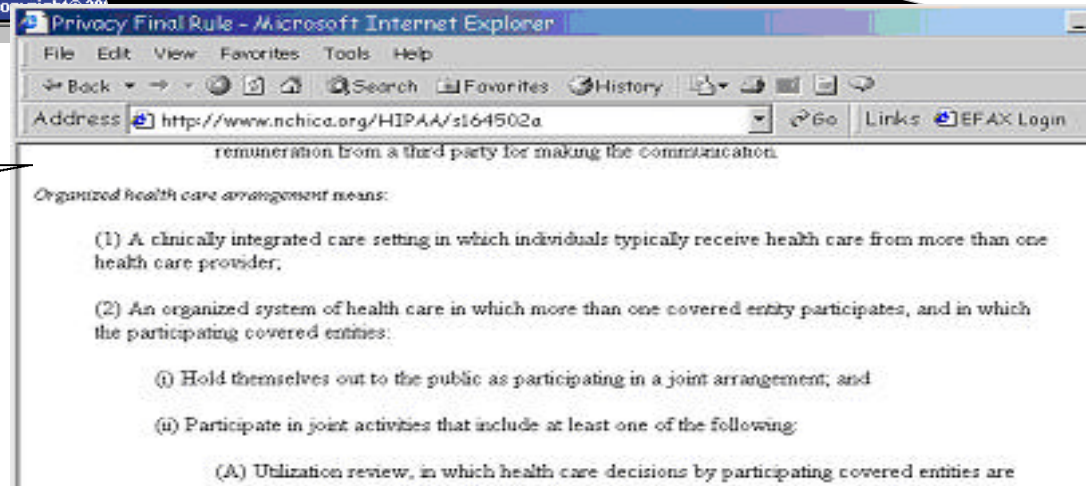 Privacy Final Rule - Microsoft Internet Explorer
File Edit View Favorites Tools Help
Back Search Favorites History
Address http://www.nchica.org/HIPAA/s164502a Go Links EFAX Login
remuneration from a third party for making the communication.
Organized health care arrangement means:
(1) A clinically integrated care setting in which individuals typically receive health care from more than one
health care provider;
(2) An organized system of health care in which more than one covered entity participates, and in which
the participating covered entities:
(i) Hold themselves out to the public as participating in a joint arrangement; and
(ii) Participate in joint activities that include at least one of the following:
(A) Utilization review, in which health care decisions by participating covered entities are